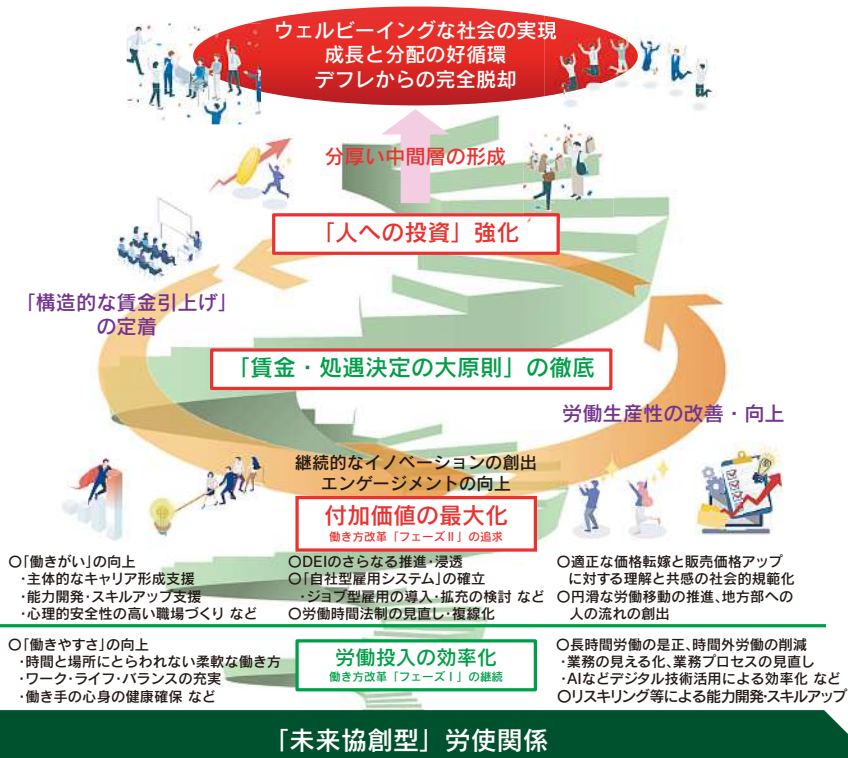 ウェルビーイングな社会の実現
成長と分配の好循環
デフレからの完全脱却
分厚い中間層の形成
「人への投資」強化
「構造的な賃金引上げ」
の定着
「賃金・処遇決定の大原則」の徹底
労働生産性の改善・向上
継続的なイノベーションの創出
エンゲージメントの向上
付加価値の最大化
働き方改革「フェーズⅡ」の追求
○「働きがい」の向上
・主体的なキャリア形成支援
・能力開発・スキルアップ支援
・心理的安全性の高い職場づくり など
○DEIのさらなる推進・浸透
○「自社型雇用システム」の確立
・ジョブ型雇用の導入・拡充の検討 など
○労働時間法制の見直し・複線化
○適正な価格転嫁と販売価格アップ
に対する理解と共感の社会的規範化
○円滑な労働移動の推進、地方部への
人の流れの創出
○「働きやすさ」の向上
・時間と場所にとらわれない柔軟な働き方
・ワーク・ライフ・バランスの充実
・働き手の心身の健康確保 など
労働投入の効率化
働き方改革「フェーズⅠ」の継続
○長時間労働の是正、時間外労働の削減
・業務の見える化、業務プロセスの見直し
・AIなどデジタル技術活用による効率化 など
○リスキリング等による能力開発・スキルアップ
「未来協創型」労使関係